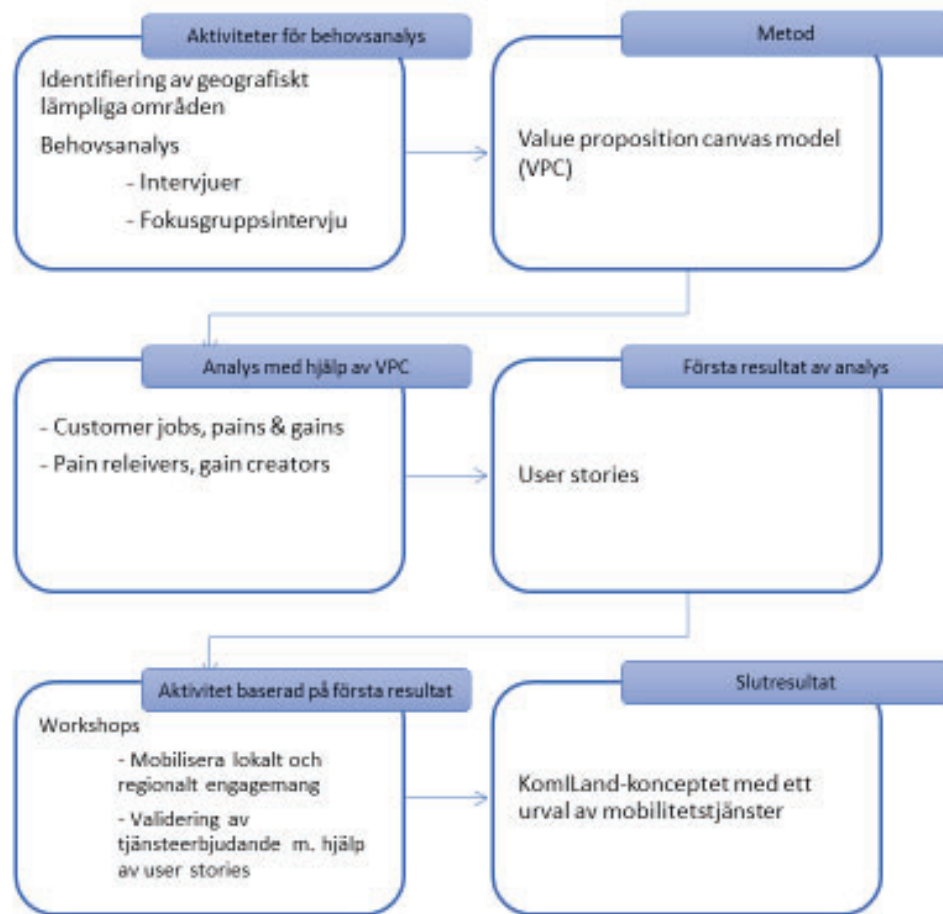 Aktiviteter för behovsanalys
Identifiering av geografiskt
lämpliga områden
Behovsanalys
- Intervjuer
- Fokusgruppsintervju
Metod
Value proposition canvas model
(VPC)
Analys med hjälp av VPC
- Customer jobs, pains & gains
- Pain releivers, gain creators
Första resultat av analys
User stories
Aktivitet baserad på första resultat
Workshops
- Mobilisera lokalt och
regionalt engagemang
- Validering av
tjänsteerbjudande m. hjälp
av user stories
Slutresultat
KomILand-konceptet med ett
urval av mobilitetstjänster